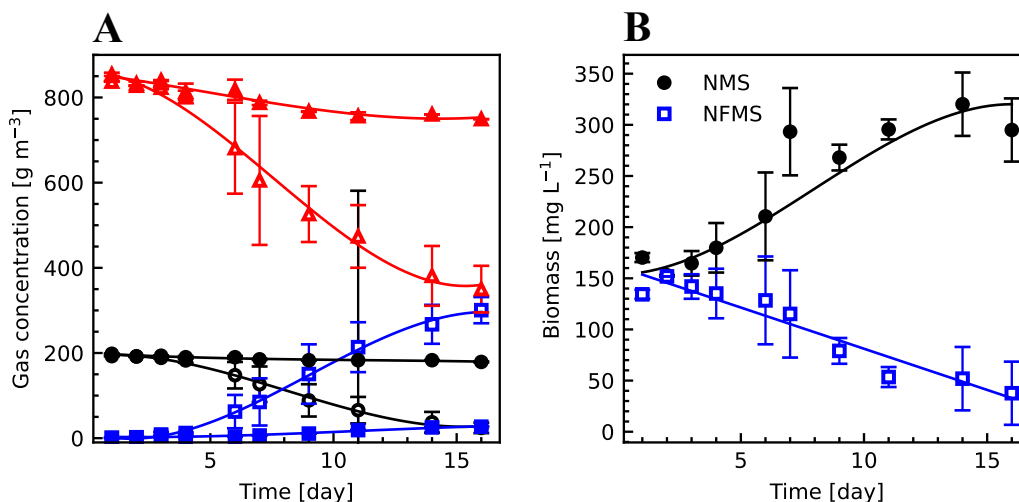 A
Gas concentration [g m⁻³]
800
600
400
200
0
5
10
15
Time [day]
B
NMS
NFMS
Biomass [mg L⁻¹]
350
300
250
200
150
100
50
0
5
10
15
Time [day]